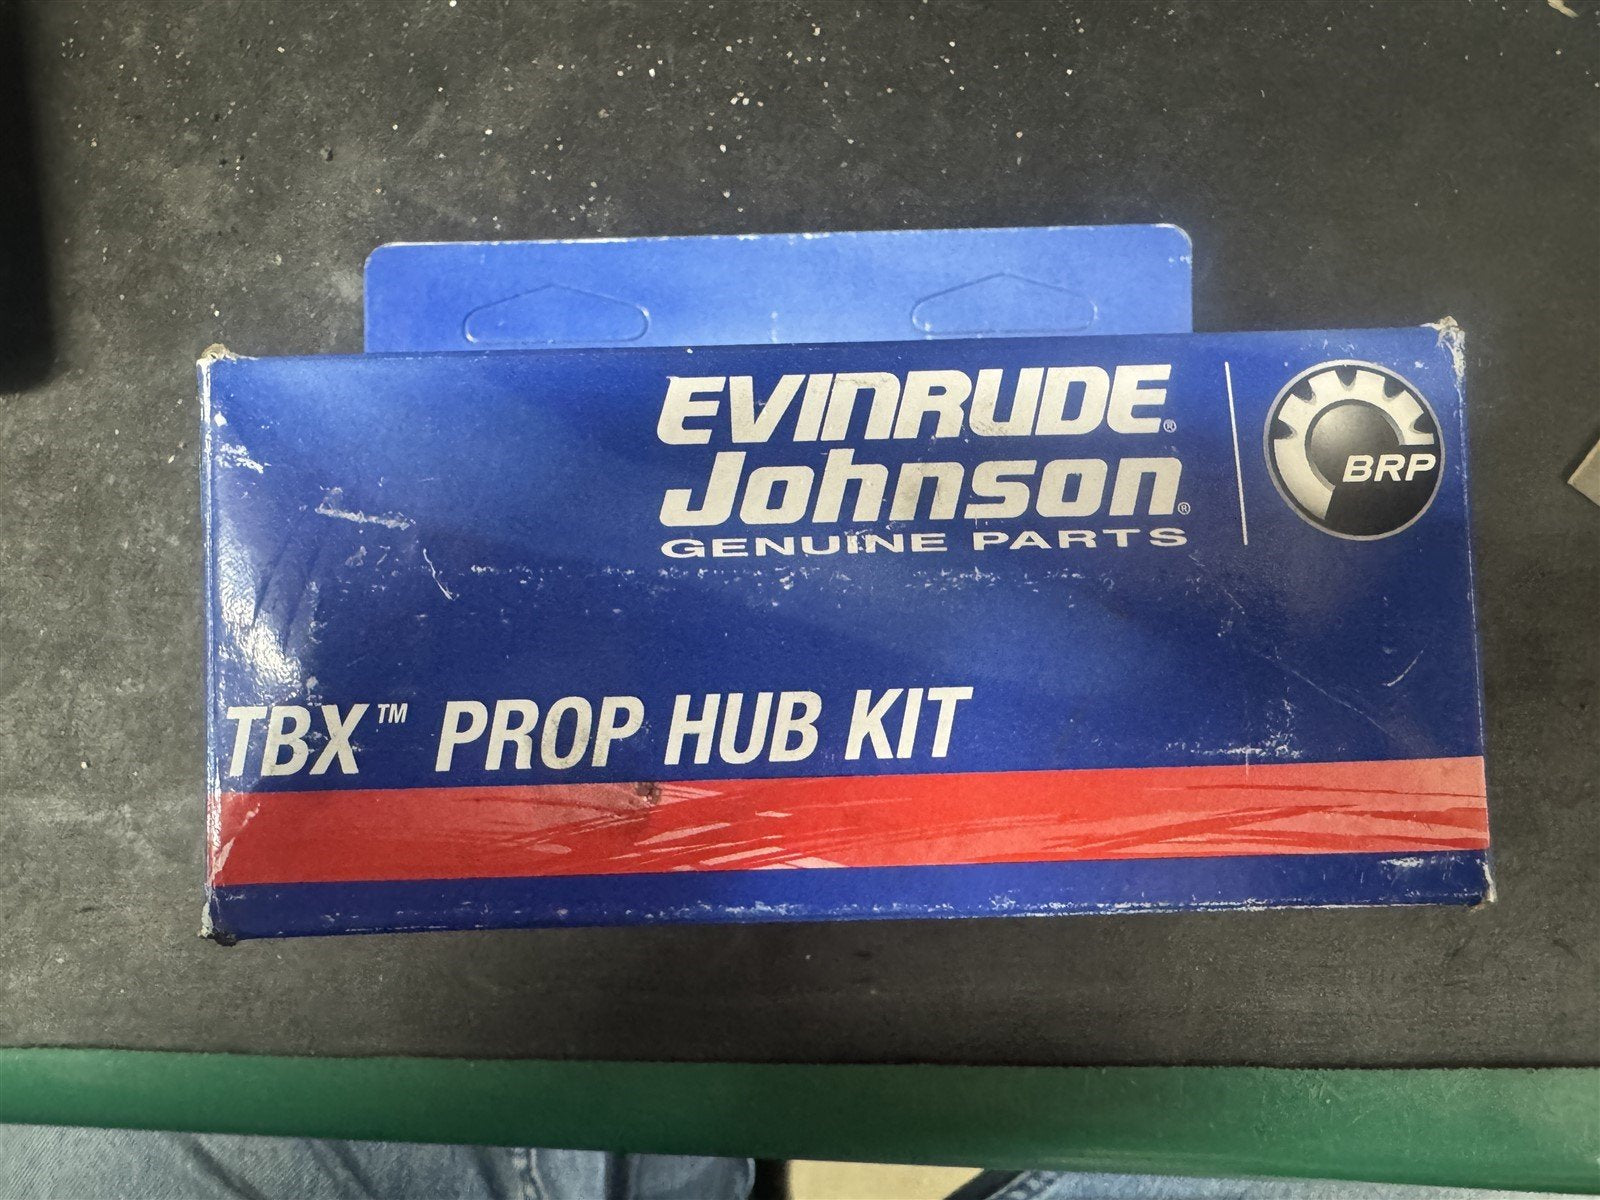 EVINRUDE®
Johnson®
GENUINE PARTS
BRP
TBX™ PROP HUB KIT